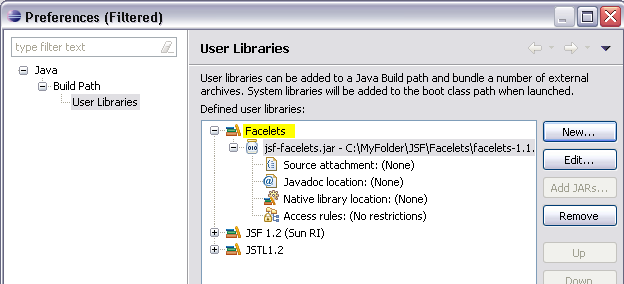 Preferences (Filtered)
type filter text
Java
Build Path
User Libraries
User Libraries
User libraries can be added to a Java Build path and bundle a number of external
archives. System libraries will be added to the boot class path when launched.
Defined user libraries:
Facelets
jsf-facelets.jar - C:\MyFolder\JSF\Facelets\facelets-1.1.
Source attachment: (None)
Javadoc location: (None)
Native library location: (None)
Access rules: (No restrictions)
JSF 1.2 (Sun RI)
JSTL1.2
New...
Edit...
Add JARs...
Remove
Up
Down